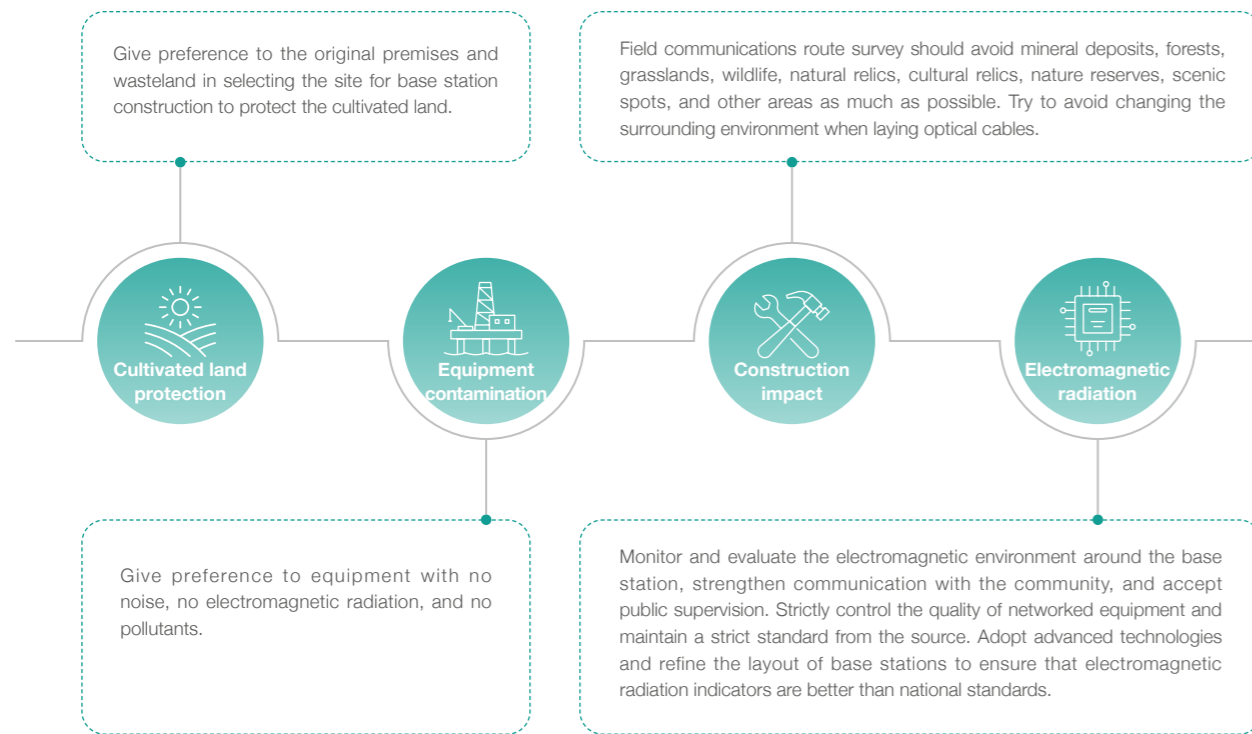 Give preference to the original premises and
wasteland in selecting the site for base station
construction to protect the cultivated land.
Field communications route survey should avoid mineral deposits, forests,
grasslands, wildlife, natural relics, cultural relics, nature reserves, scenic
spots, and other areas as much as possible. Try to avoid changing the
surrounding environment when laying optical cables.
Cultivated land
protection
Equipment
contamination
Construction
impact
Electromagnetic
radiation
Give preference to equipment with no
noise, no electromagnetic radiation, and no
pollutants.
Monitor and evaluate the electromagnetic environment around the base
station, strengthen communication with the community, and accept
public supervision. Strictly control the quality of networked equipment and
maintain a strict standard from the source. Adopt advanced technologies
and refine the layout of base stations to ensure that electromagnetic
radiation indicators are better than national standards.